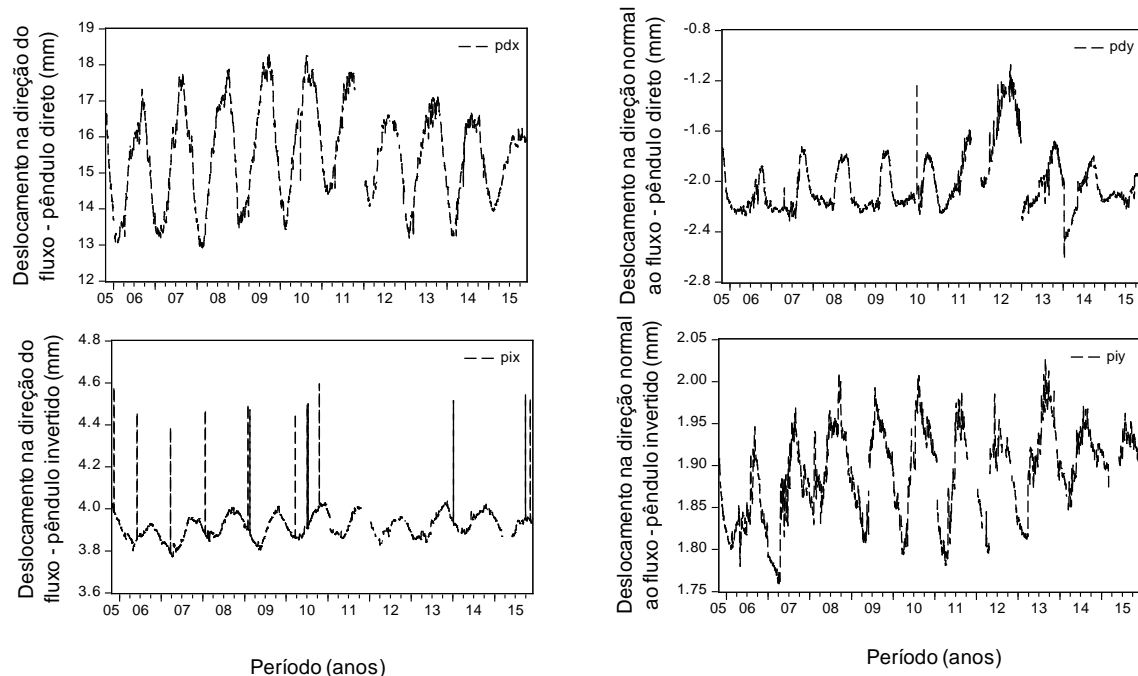 Deslocamento na direção do
fluxo - pêndulo direto (mm)
19
18
17
16
15
14
13
12
pdx
05 06 07 08 09 10 11 12 13 14 15
Deslocamento na direção normal
ao fluxo - pêndulo direto (mm)
-0.8
-1.2
-1.6
-2.0
-2.4
-2.8
pdy
05 06 07 08 09 10 11 12 13 14 15
Deslocamento na direção do
fluxo - pêndulo invertido (mm)
4.8
4.6
4.4
4.2
4.0
3.8
3.6
pix
05 06 07 08 09 10 11 12 13 14 15
Período (anos)
Deslocamento na direção normal
ao fluxo - pêndulo invertido (mm)
2.05
2.00
1.95
1.90
1.85
1.80
1.75
piy
05 06 07 08 09 10 11 12 13 14 15
Período (anos)